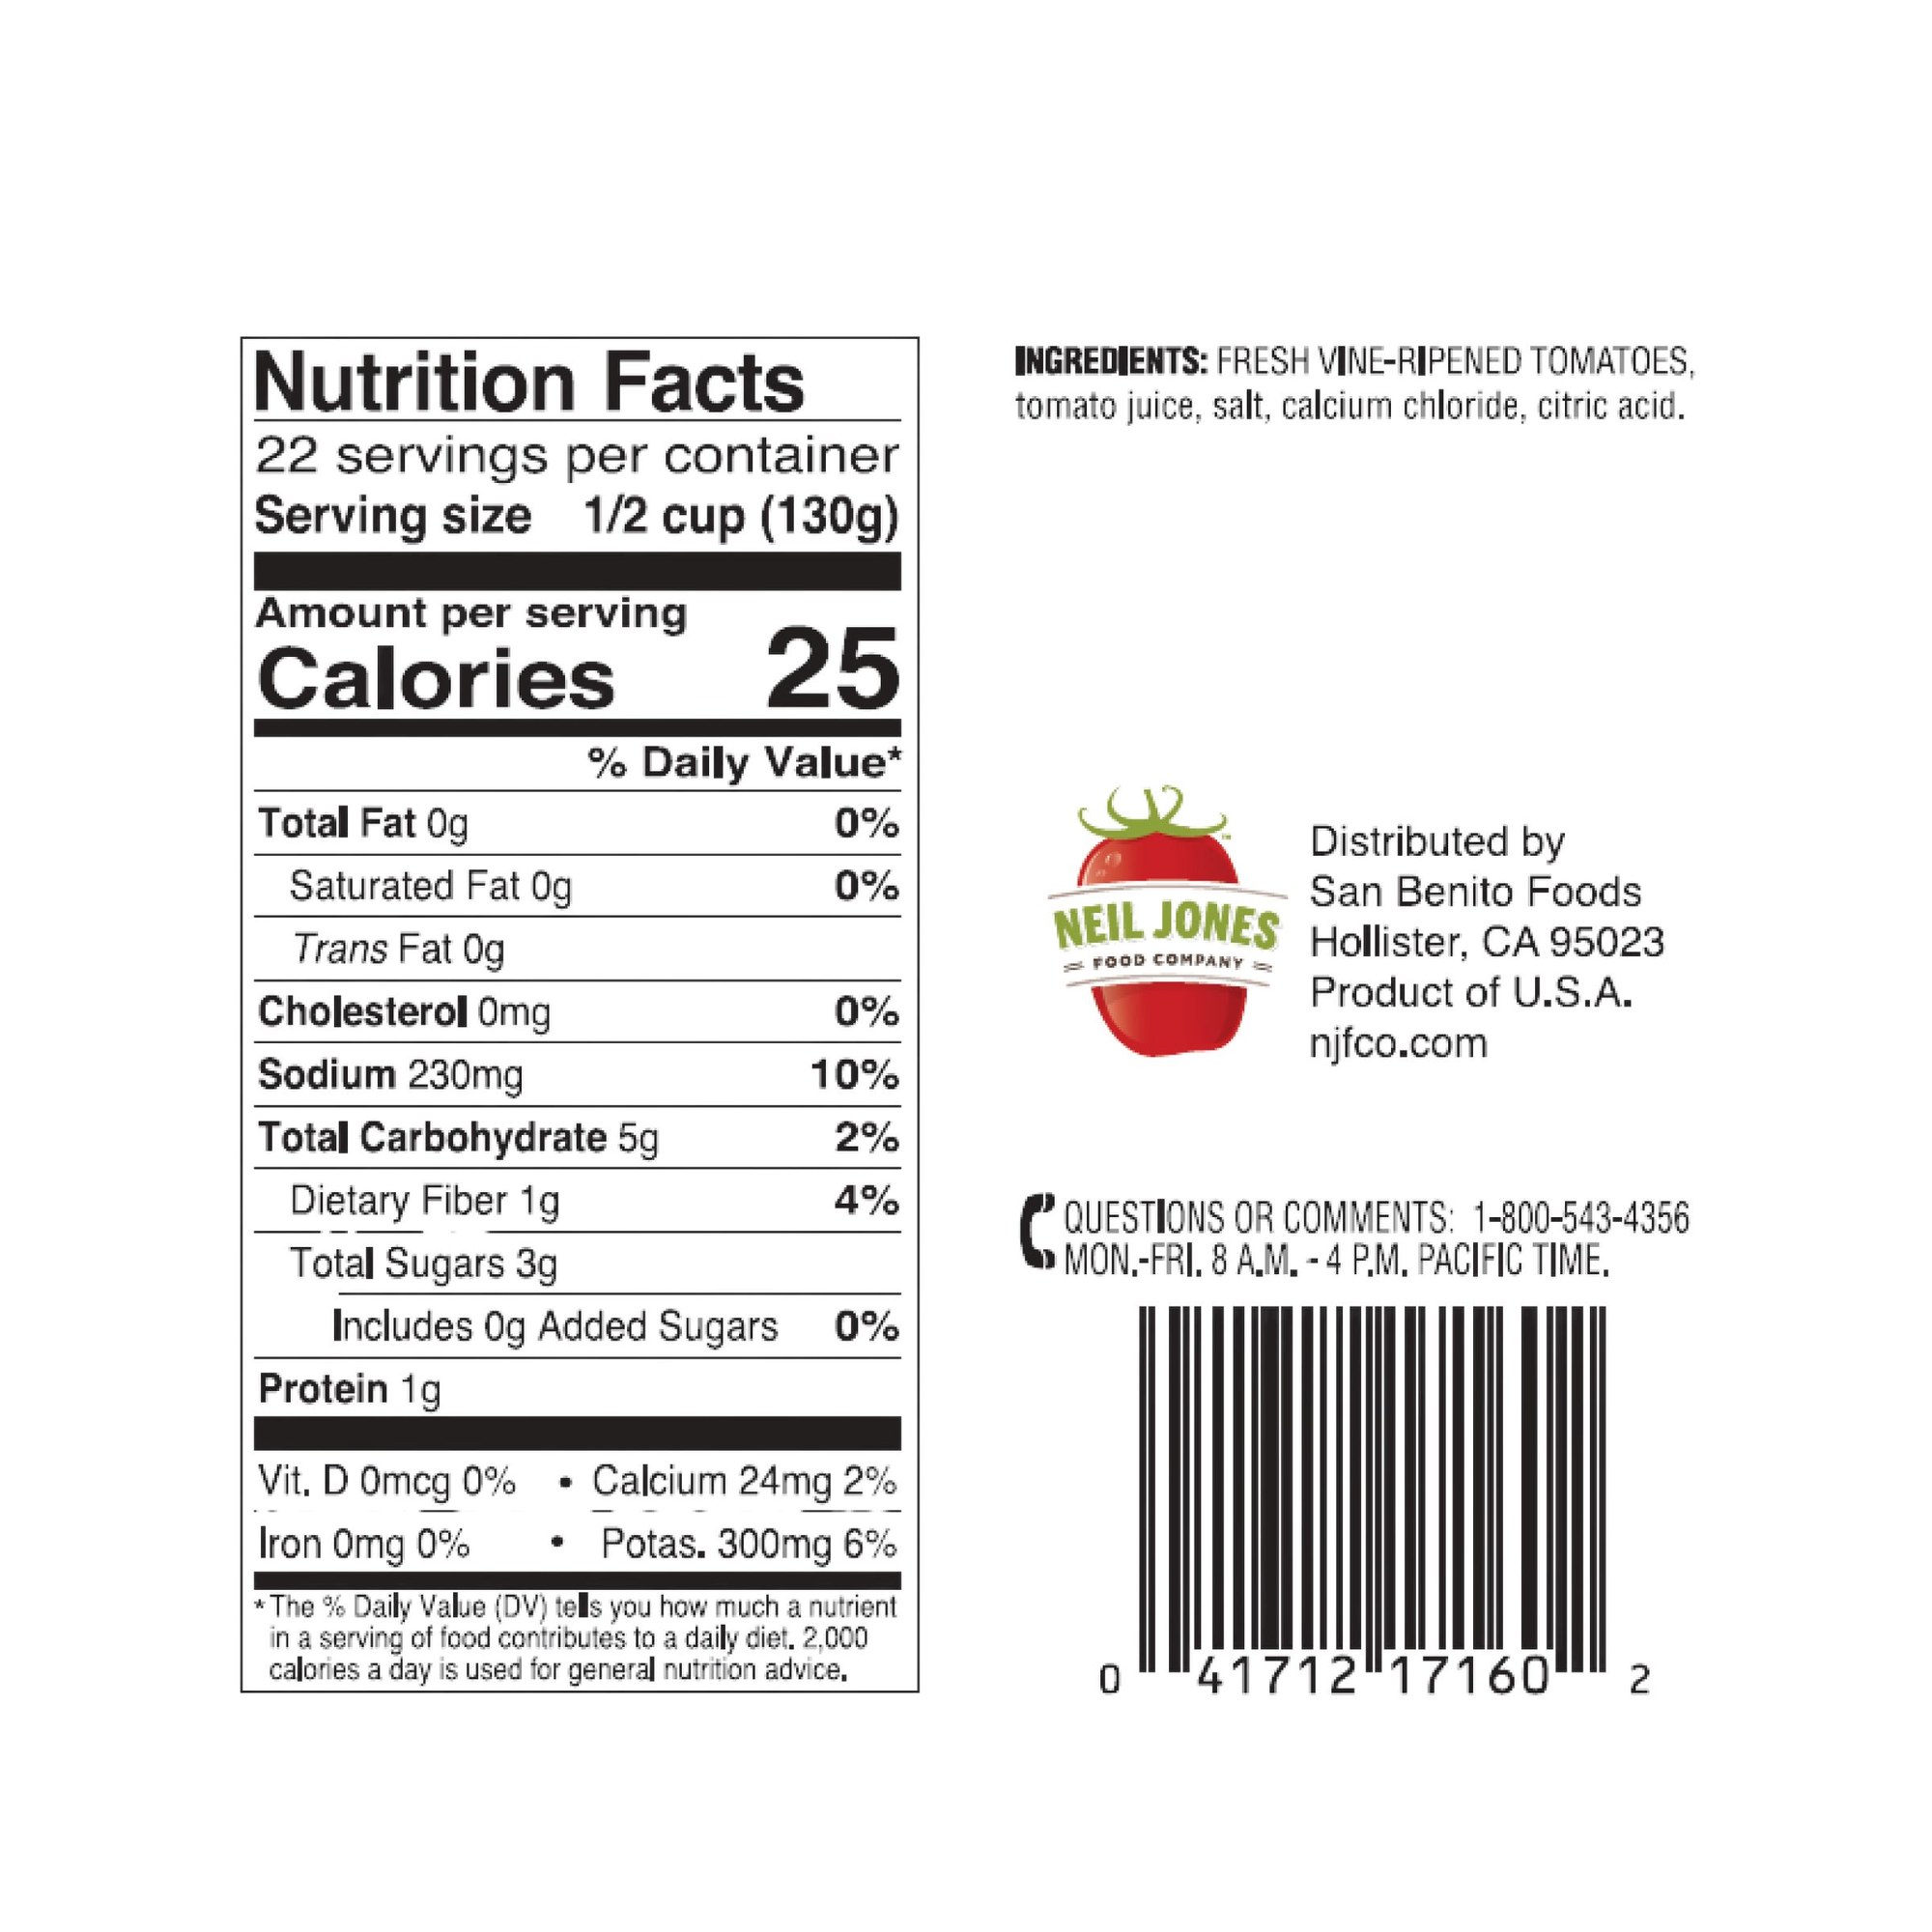 Nutrition Facts
22 servings per container
Serving size 1/2 cup (130g)
Amount per serving
Calories 25
% Daily Value*
Total Fat 0g 0%
Saturated Fat 0g 0%
Trans Fat 0g
Cholesterol 0mg 0%
Sodium 230mg 10%
Total Carbohydrate 5g 2%
Dietary Fiber 1g 4%
Total Sugars 3g
Includes 0g Added Sugars 0%
Protein 1g
Vit. D 0mcg 0% • Calcium 24mg 2%
Iron 0mg 0% • Potas. 300mg 6%
* The % Daily Value (DV) tells you how much a nutrient
in a serving of food contributes to a daily diet. 2,000
calories a day is used for general nutrition advice.
INGREDIENTS: FRESH VINE-RIPENED TOMATOES,
tomato juice, salt, calcium chloride, citric acid.
NEIL JONES
FOOD COMPANY
™
Distributed by
San Benito Foods
Hollister, CA 95023
Product of U.S.A.
njfco.com
QUESTIONS OR COMMENTS: 1-800-543-4356
MON.-FRI. 8 A.M. - 4 P.M. PACIFIC TIME.
0 41712 17160 2